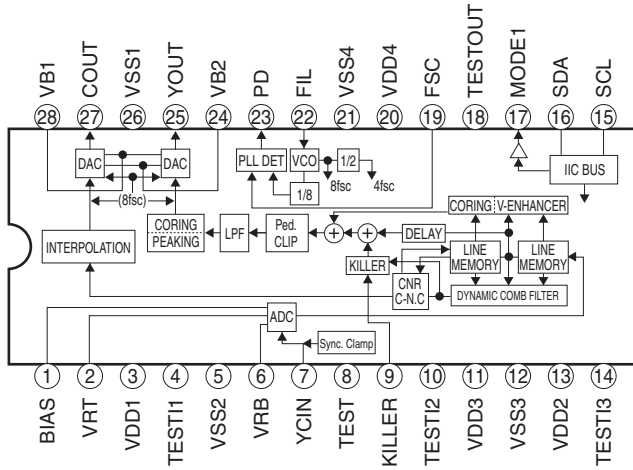 VB1 COUT VSS1 YOUT VB2 PD FIL VSS4 VDD4 FSC TESTOUT MODE1 SDA SCL
28 27 26 25 24 23 22 21 20 19 18 17 16 15
DAC DAC PLL DET VCO 1/2 IIC BUS
8fsc 4fsc
(8fsc) 1/8
CORING V-ENHANCER
CORING PEAKING LPF Ped. CLIP + + DELAY
INTERPOLATION LINE MEMORY LINE MEMORY
KILLER
CNR C-N.C DYNAMIC COMB FILTER
ADC
Sync. Clamp
1 2 3 4 5 6 7 8 9 10 11 12 13 14
BIAS VRT VDD1 TESTI1 VSS2 VRB YCIN TEST KILLER TESTI2 VDD3 VSS3 VDD2 TESTI3